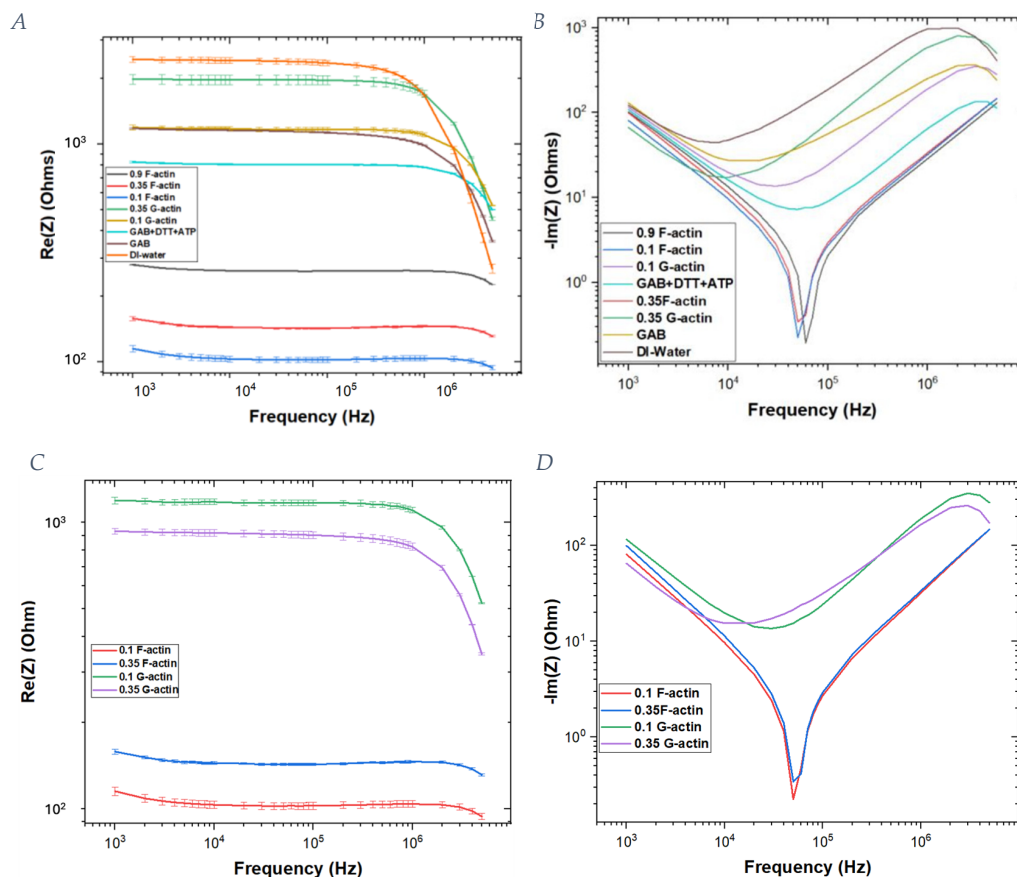 A
Re(Z) (Ohms)
10³
10²
0.9 F-actin
0.35 F-actin
0.1 F-actin
0.35 G-actin
0.1 G-actin
GAB+DTT+ATP
GAB
DI-water
10³ 10⁴ 10⁵ 10⁶
Frequency (Hz)
B
-Im(Z) (Ohms)
10³
10²
10¹
10⁰
0.9 F-actin
0.1 F-actin
0.1 G-actin
GAB+DTT+ATP
0.35F-actin
0.35 G-actin
GAB
DI-Water
10³ 10⁴ 10⁵ 10⁶
Frequency (Hz)
C
Re(Z) (Ohm)
10³
10²
0.1 F-actin
0.35 F-actin
0.1 G-actin
0.35 G-actin
10³ 10⁴ 10⁵ 10⁶
Frequency (Hz)
D
-Im(Z) (Ohm)
10²
10¹
10⁰
0.1 F-actin
0.35F-actin
0.1 G-actin
0.35 G-actin
10³ 10⁴ 10⁵ 10⁶
Frequency (Hz)